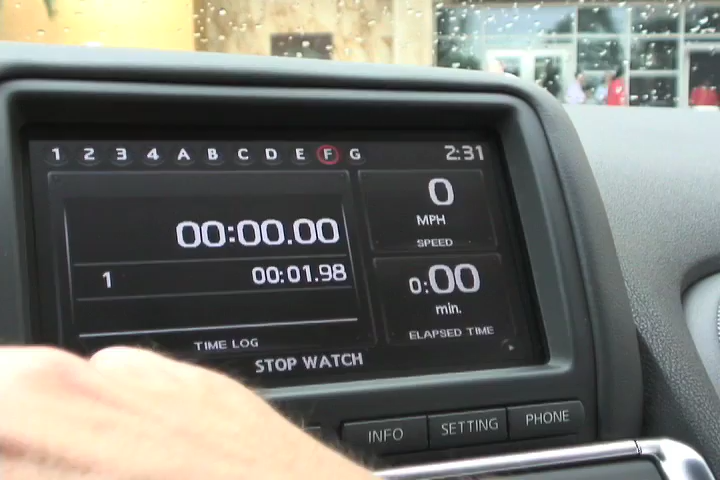 1 2 3 4 A B C D E F G 2:31
00:00.00
1 00:01.98
TIME LOG
0
MPH
SPEED
0:00
min.
ELAPSED TIME
STOP WATCH
INFO SETTING PHONE